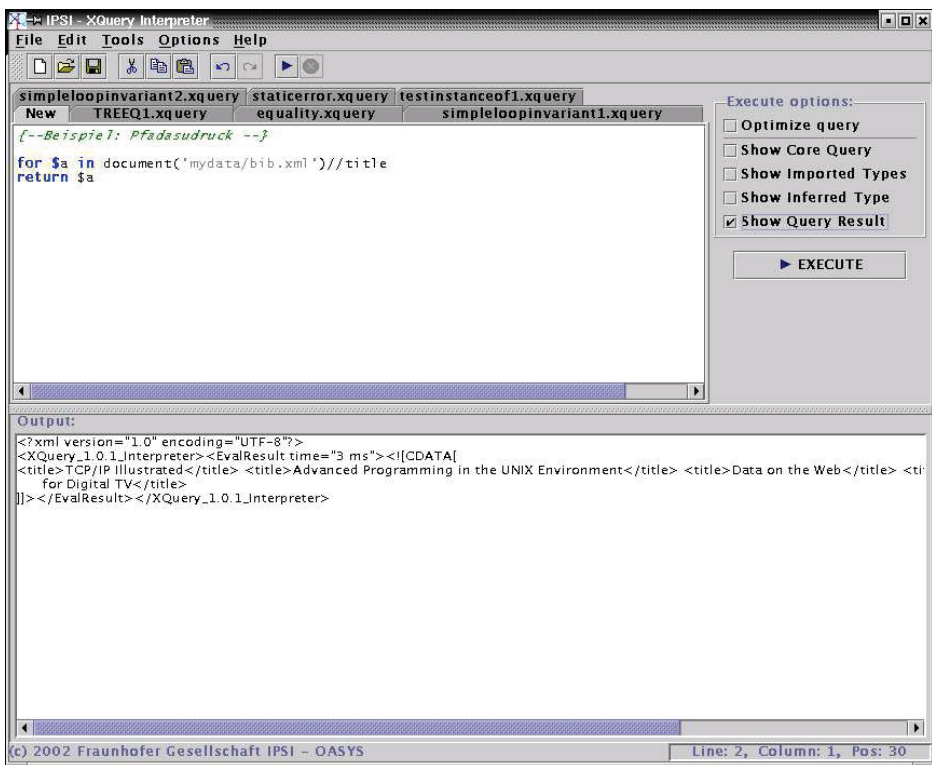 IPSI - XQuery Interpreter
File Edit Tools Options Help
simpleloopinvariant2.xquery staticerror.xquery testinstanceof1.xquery
New TREEQ1.xquery equality.xquery simpleloopinvariant1.xquery
{--Beispiel: Pfadasudruck --}
for $a in document('mydata/bib.xml')//title
return $a
Execute options:
Optimize query
Show Core Query
Show Imported Types
Show Inferred Type
Show Query Result
EXECUTE
Output:
<?xml version="1.0" encoding="UTF-8"?>
<XQuery_1.0.1_Interpreter><EvalResult time="3 ms"><![CDATA[
<title>TCP/IP Illustrated</title> <title>Advanced Programming in the UNIX Environment</title> <title>Data on the Web</title> <ti
for Digital TV</title>
]]></EvalResult></XQuery_1.0.1_Interpreter>
(c) 2002 Fraunhofer Gesellschaft IPSI - OASYS
Line: 2, Column: 1, Pos: 30